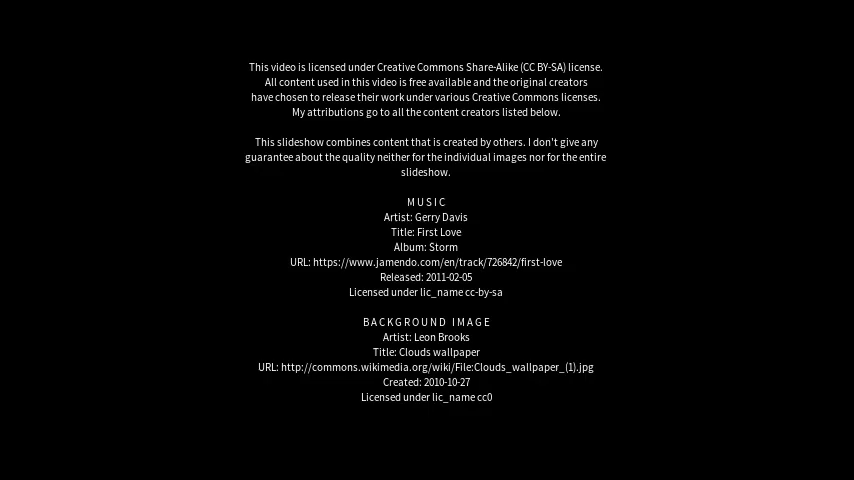 This video is licensed under Creative Commons Share-Alike (CC BY-SA) license.
All content used in this video is free available and the original creators
have chosen to release their work under various Creative Commons licenses.
My attributions go to all the content creators listed below.
This slideshow combines content that is created by others. I don't give any
guarantee about the quality neither for the individual images nor for the entire
slideshow.
MUSIC
Artist: Gerry Davis
Title: First Love
Album: Storm
URL: https://www.jamendo.com/en/track/726842/first-love
Released: 2011-02-05
Licensed under lic_name cc-by-sa
BACKGROUND IMAGE
Artist: Leon Brooks
Title: Clouds wallpaper
URL: http://commons.wikimedia.org/wiki/File:Clouds_wallpaper_(1).jpg
Created: 2010-10-27
Licensed under lic_name cc0